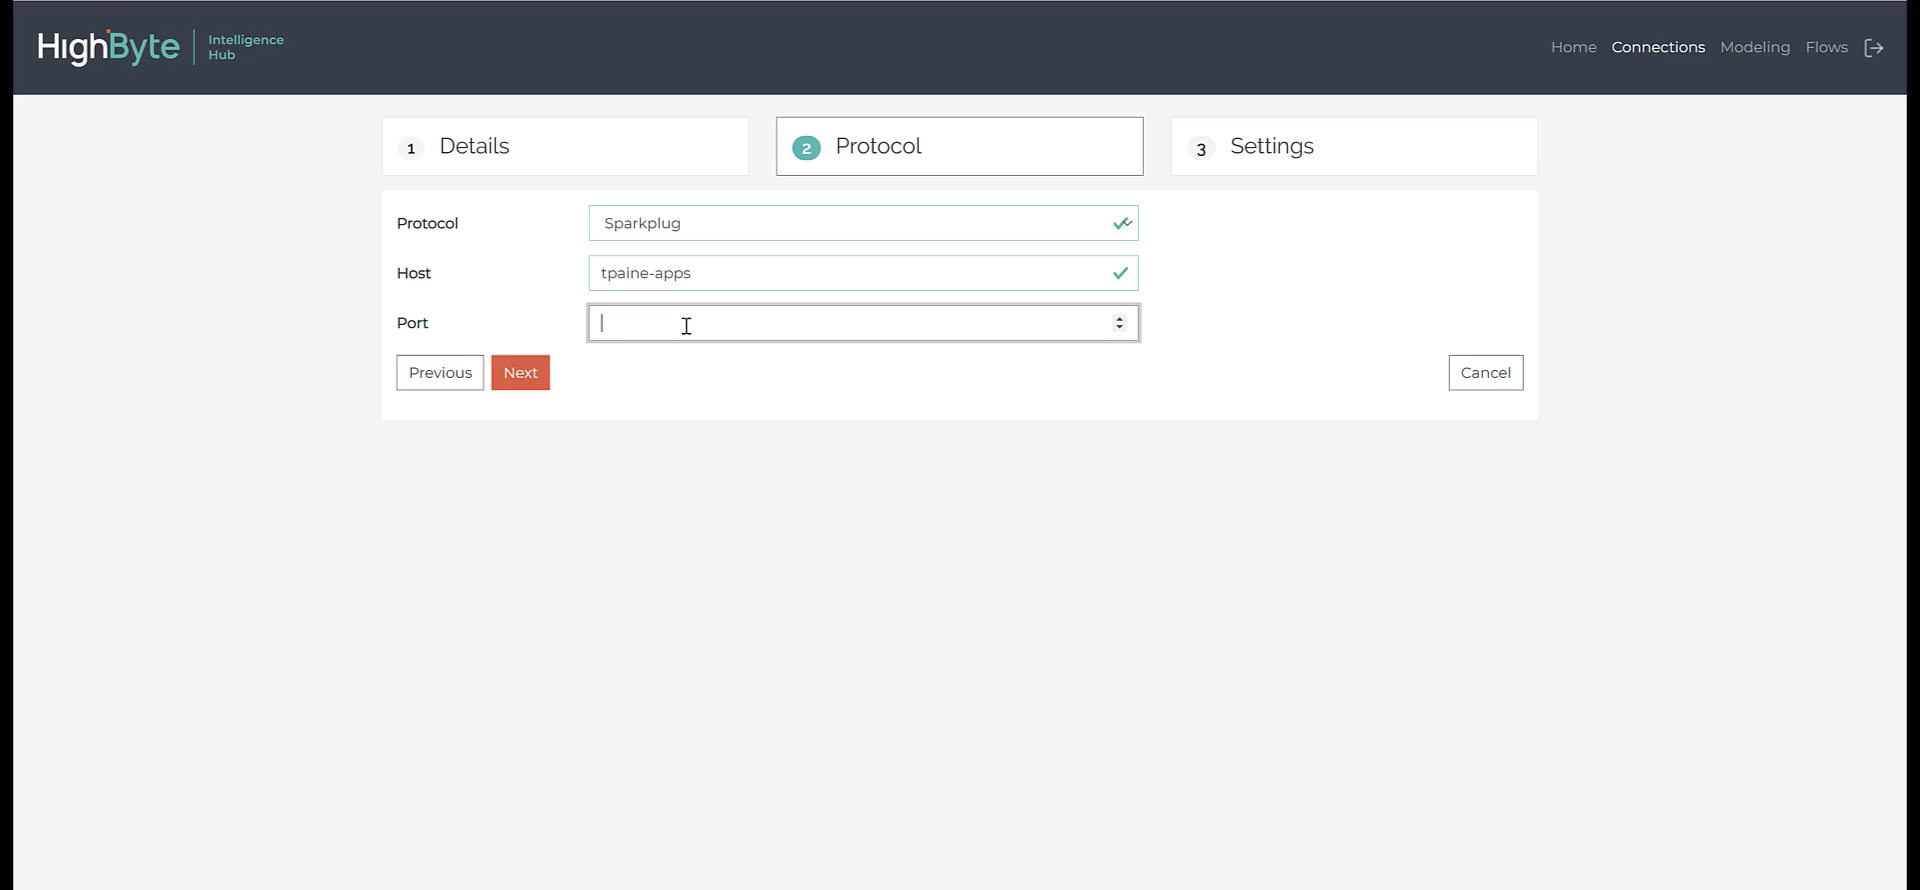 HighByte
Intelligence
Hub
Home Connections Modeling Flows
1 Details
2 Protocol
3 Settings
Protocol Sparkplug
Host tpaine-apps
Port
Previous Next Cancel